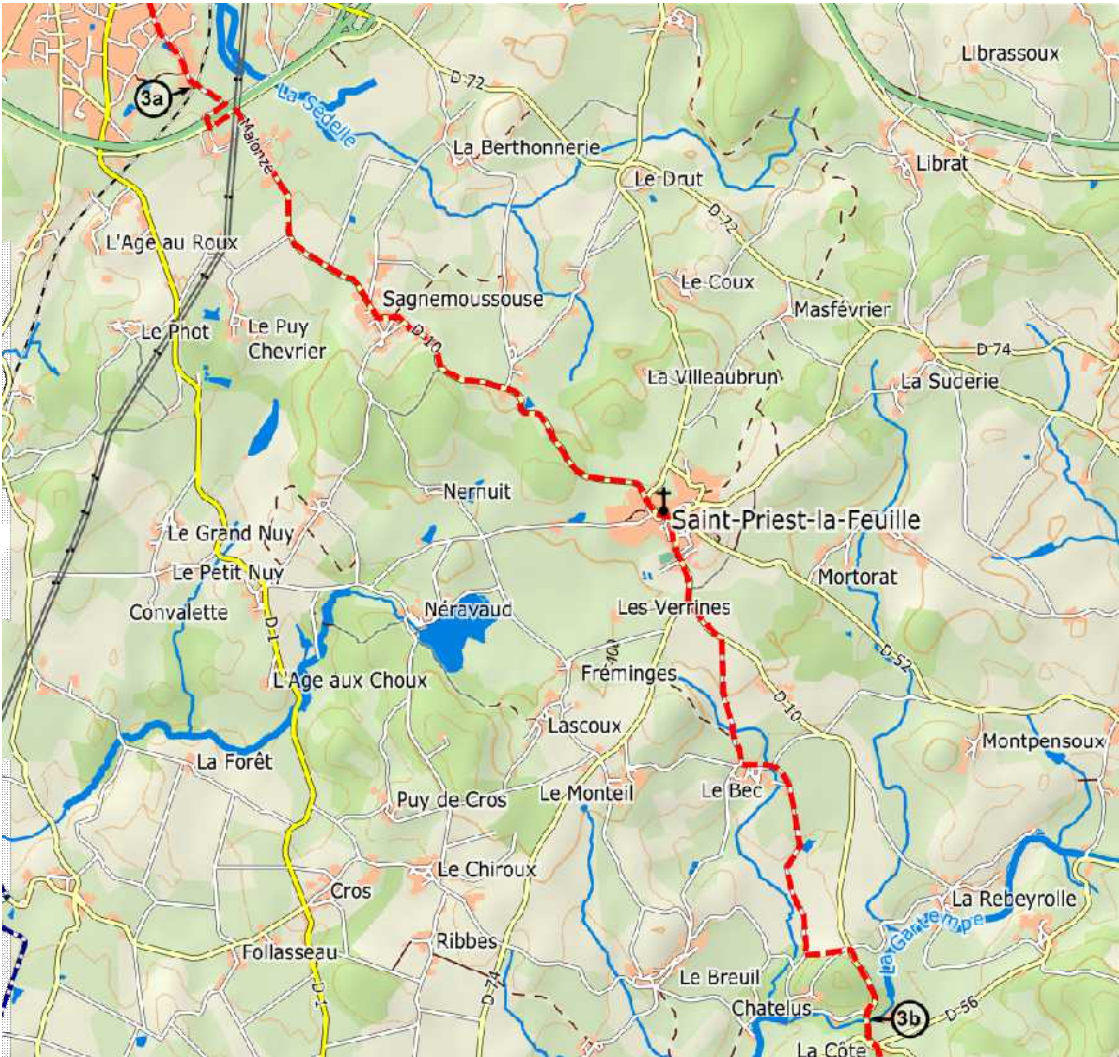 Librassoux
3a
D 72
La Sédelle
Malonze
La Berthonnerie
Librat
Le Drut
D 72
L'Age au Roux
Le Coux
Sagnemoussouse
Masfévrier
Le Phot
Le Puy
Chevrier
D 10
D 74
La Villeaubrun
La Suderie
Nernuit
Saint-Priest-la-Feuille
Le Grand Nuy
Le Petit Nuy
Mortorat
Convalette
Néravaud
Les Verrines
D 1
D 52
400
L'Age aux Choux
Fréminges
D 10
Lascoux
Montpensoux
La Forêt
Puy de Cros
Le Monteil
Le Bec
Le Chiroux
Cros
La Rebeyrolle
La Gartempe
Ribbes
Follasseau
Le Breuil
D 74
D 1
Chatelus
3b
D 56
La Côte